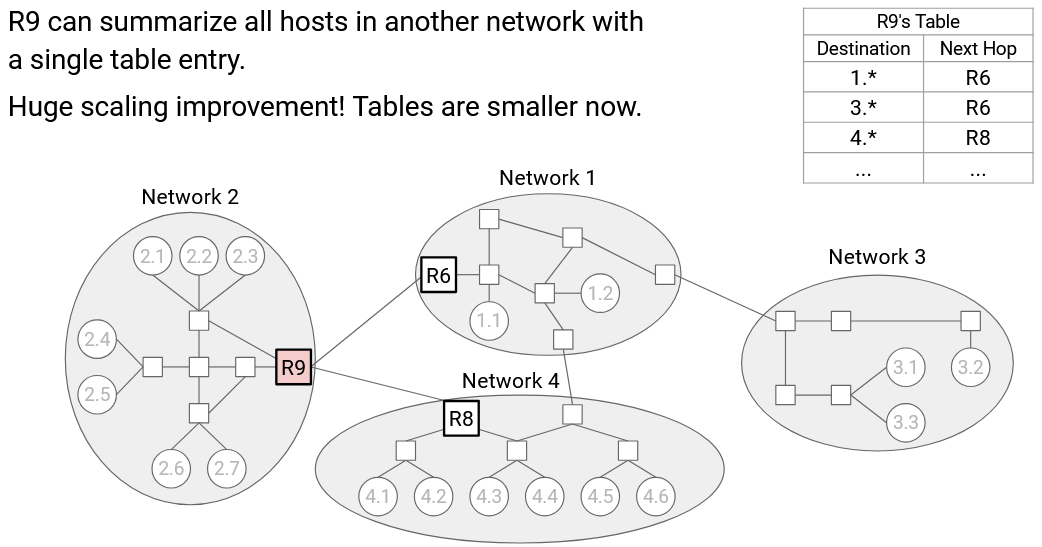 R9 can summarize all hosts in another network with
a single table entry.
Huge scaling improvement! Tables are smaller now.
R9's Table
Destination Next Hop
1.* R6
3.* R6
4.* R8
... ...
Network 2
2.1 2.2 2.3
2.4
2.5
R9
2.6 2.7
Network 1
R6
1.2
1.1
Network 4
R8
4.1 4.2 4.3 4.4 4.5 4.6
Network 3
3.1 3.2
3.3